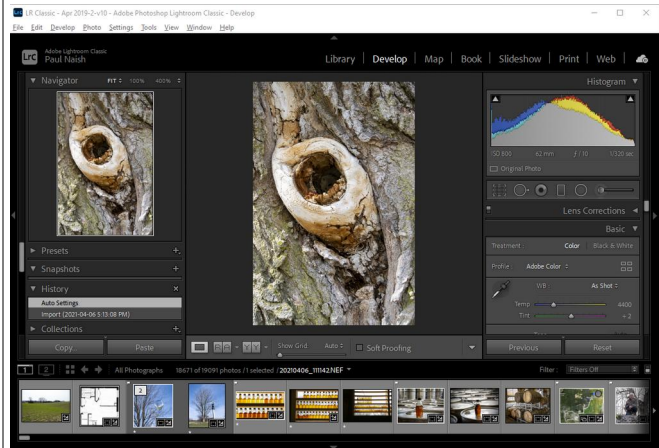 LR Classic - Apr 2019-2-v10 - Adobe Photoshop Lightroom Classic - Develop
File Edit Develop Photo Settings Tools View Window Help
LrC
Adobe Lightroom Classic
Paul Naish
Library | Develop | Map | Book | Slideshow | Print | Web
Navigator FIT 100% 400%
Histogram
ISO 800 62 mm ƒ / 10 1/320 sec
Original Photo
Lens Corrections
Basic
Treatment Color Black & White
Profile Adobe Color
WB As Shot
Temp 4400
Tint + 2
Presets
Snapshots
History
Auto Settings
Import (2021-04-06 5:13:08 PM)
Collections
Copy... Paste
Show Grid Auto Soft Proofing
Previous Reset
1 2 All Photographs 18671 of 19091 photos / 1 selected / 20210406_111142.NEF Filter : Filters Off
2